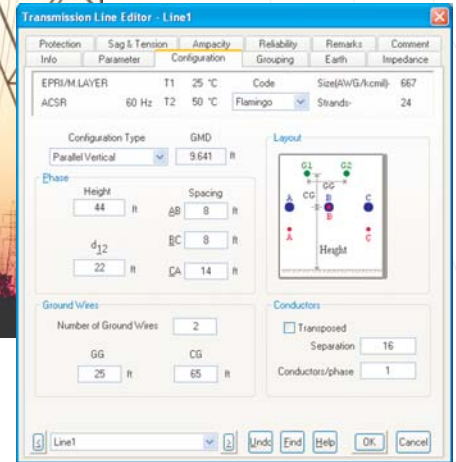 Transmission Line Editor - Line1
Protection Sag & Tension Ampacity Reliability Remarks Comment
Info Parameter Configuration Grouping Earth Impedance
EPRI/M.LAYER T1 25 °C Code Size(AWG/kcmil)- 667
ACSR 60 Hz T2 50 °C Flamingo Strands- 24
Configuration Type GMD Layout
Parallel Vertical 9.641 ft
G1 G2
Phase
GG
Height Spacing
CG
44 ft AB 8 ft
A B C
BC 8 ft
A B C
d12
Height
22 ft CA 14 ft
Ground Wires Conductors
Number of Ground Wires 2 Transposed
Separation 16
GG CG
Conductors/phase 1
25 ft 65 ft
Line1 Undo Find Help OK Cancel